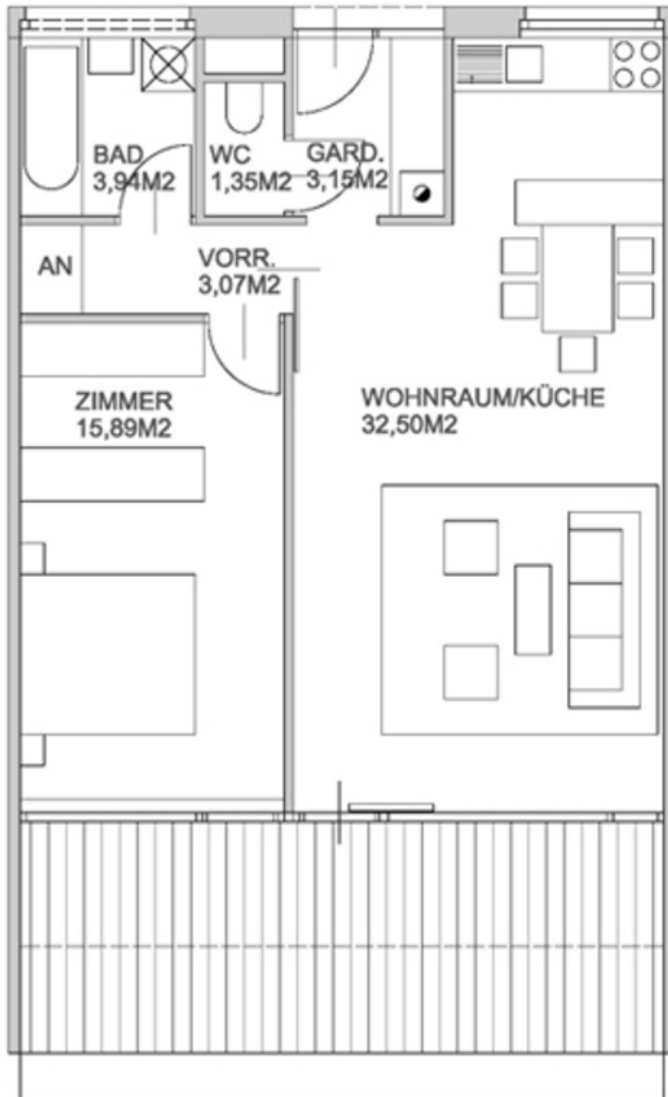 BAD
3,94M2
WC
1,35M2
GARD.
3,15M2
AN
VORR.
3,07M2
ZIMMER
15,89M2
WOHNRAUM/KÜCHE
32,50M2